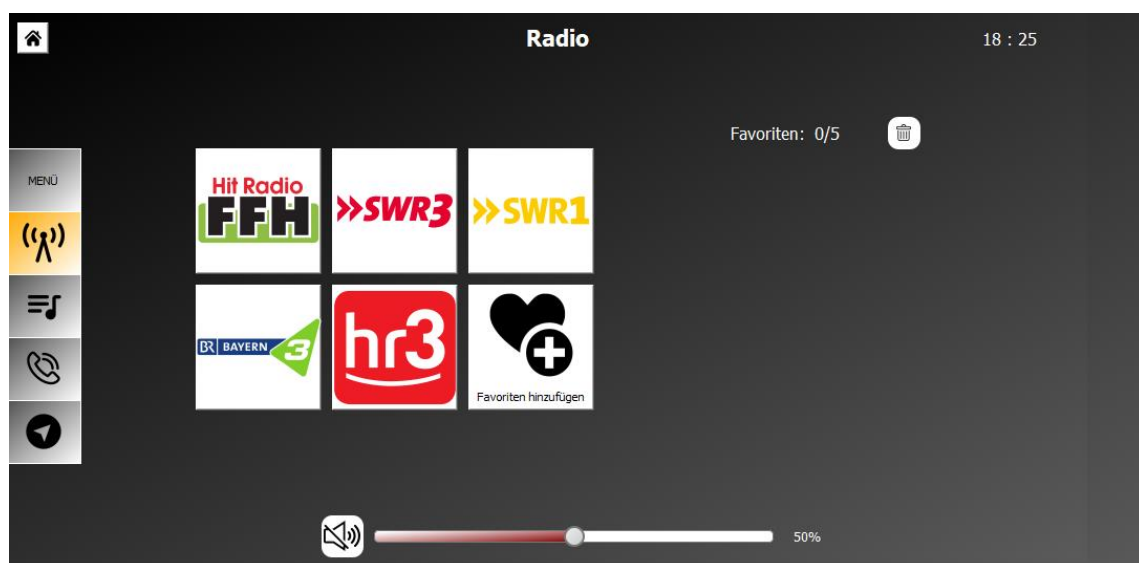 Radio
18 : 25
Favoriten: 0/5
MENÜ
Hit Radio
FFH
»SWR3
»SWR1
BR BAYERN 3
hr3
Favoriten hinzufügen
50%